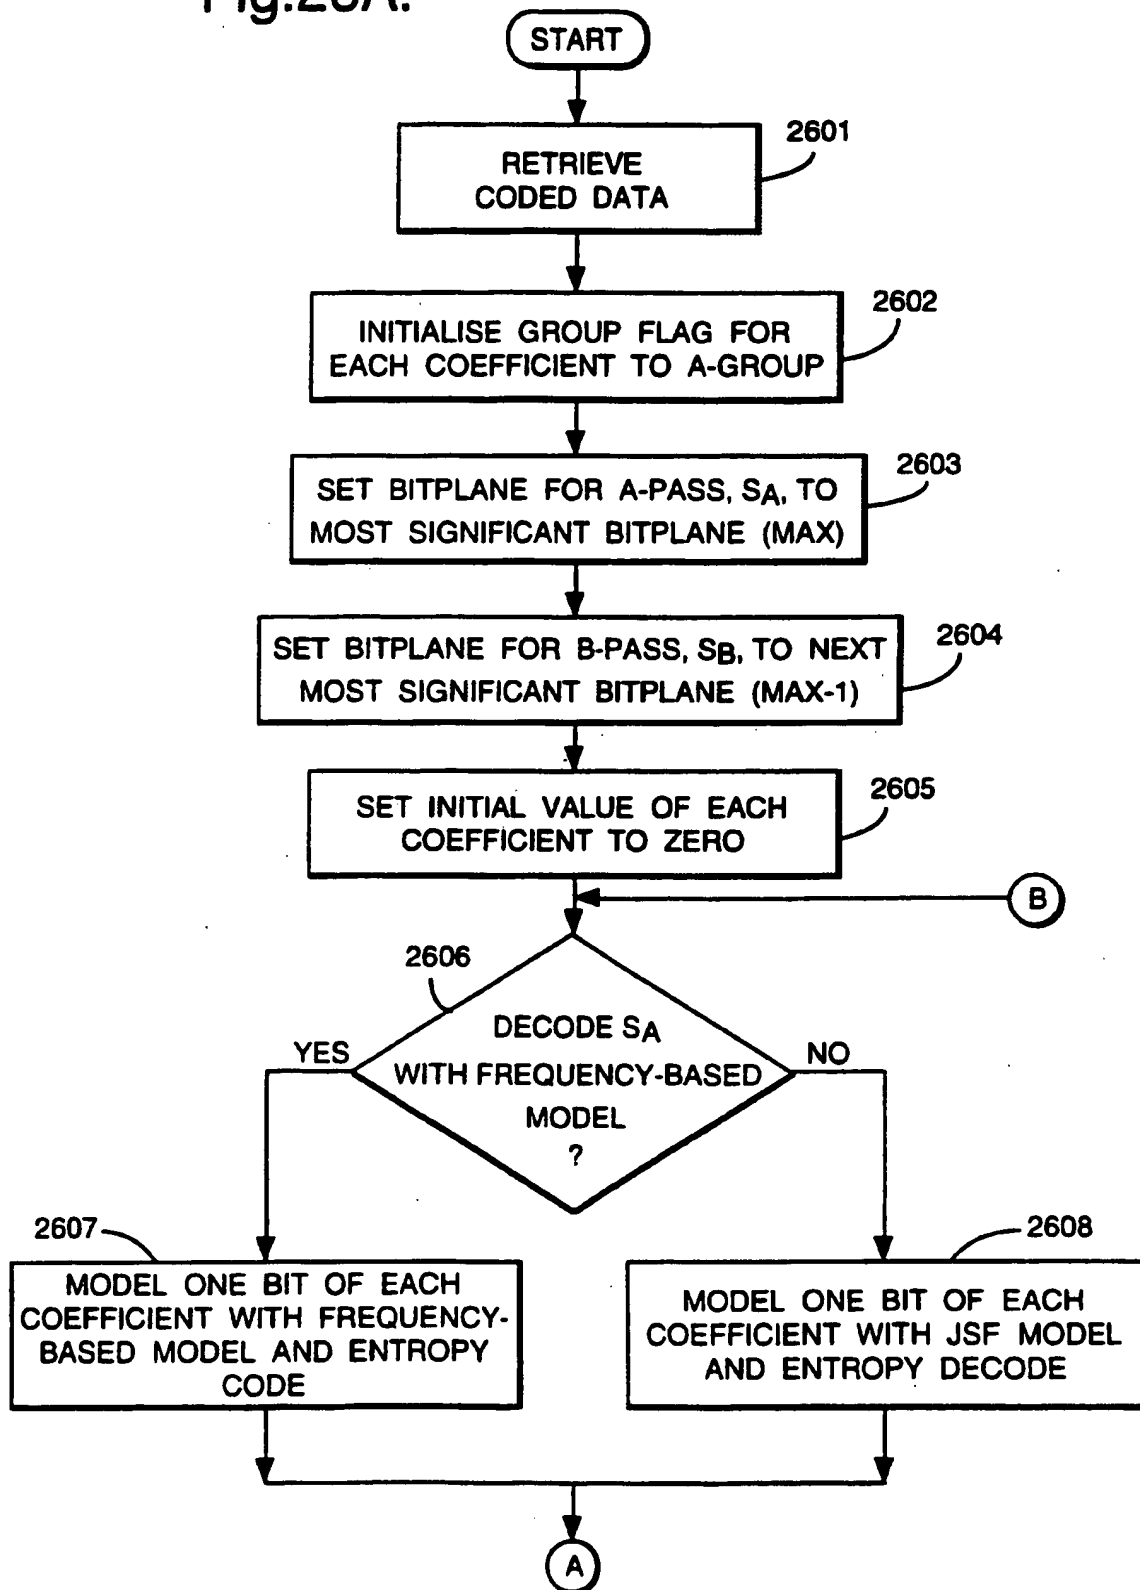 START
2601
RETRIEVE
CODED DATA
2602
INITIALISE GROUP FLAG FOR
EACH COEFFICIENT TO A-GROUP
2603
SET BITPLANE FOR A-PASS, SA, TO
MOST SIGNIFICANT BITPLANE (MAX)
2604
SET BITPLANE FOR B-PASS, SB, TO NEXT
MOST SIGNIFICANT BITPLANE (MAX-1)
2605
SET INITIAL VALUE OF EACH
COEFFICIENT TO ZERO
B
2606
DECODE SA
WITH FREQUENCY-BASED
MODEL
?
YES
NO
2607
MODEL ONE BIT OF EACH
COEFFICIENT WITH FREQUENCY-
BASED MODEL AND ENTROPY
CODE
2608
MODEL ONE BIT OF EACH
COEFFICIENT WITH JSF MODEL
AND ENTROPY DECODE
A